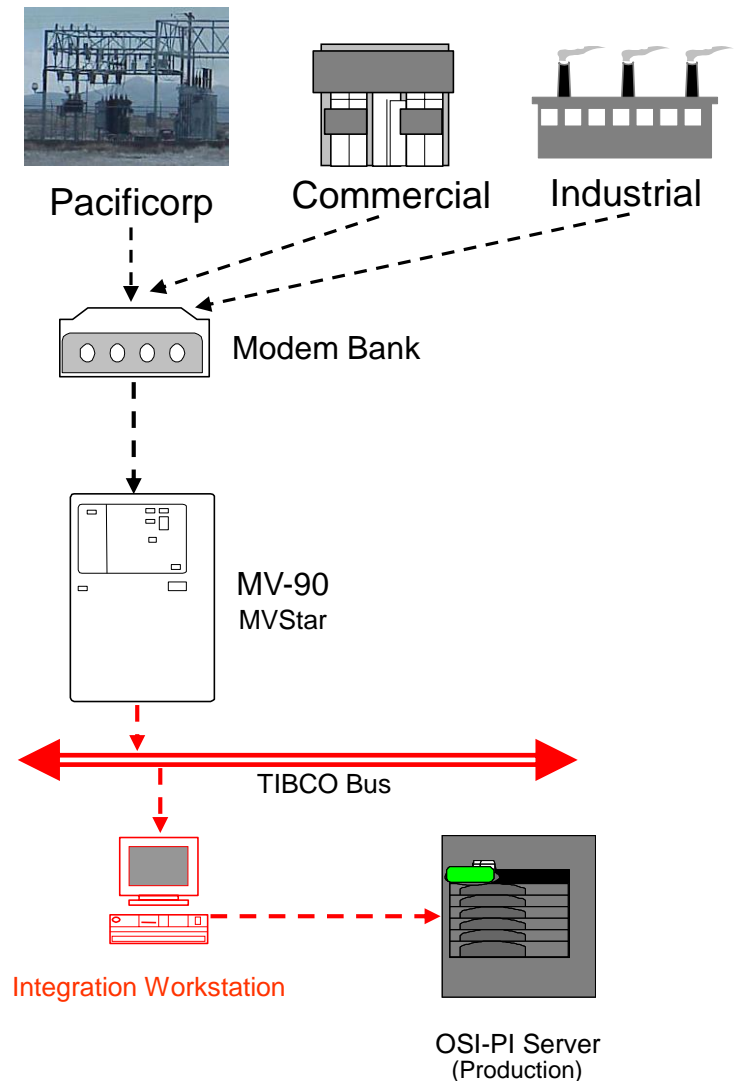 Pacificorp
Commercial
Industrial
Modem Bank
MV-90
MVStar
TIBCO Bus
Integration Workstation
OSI-PI Server
(Production)